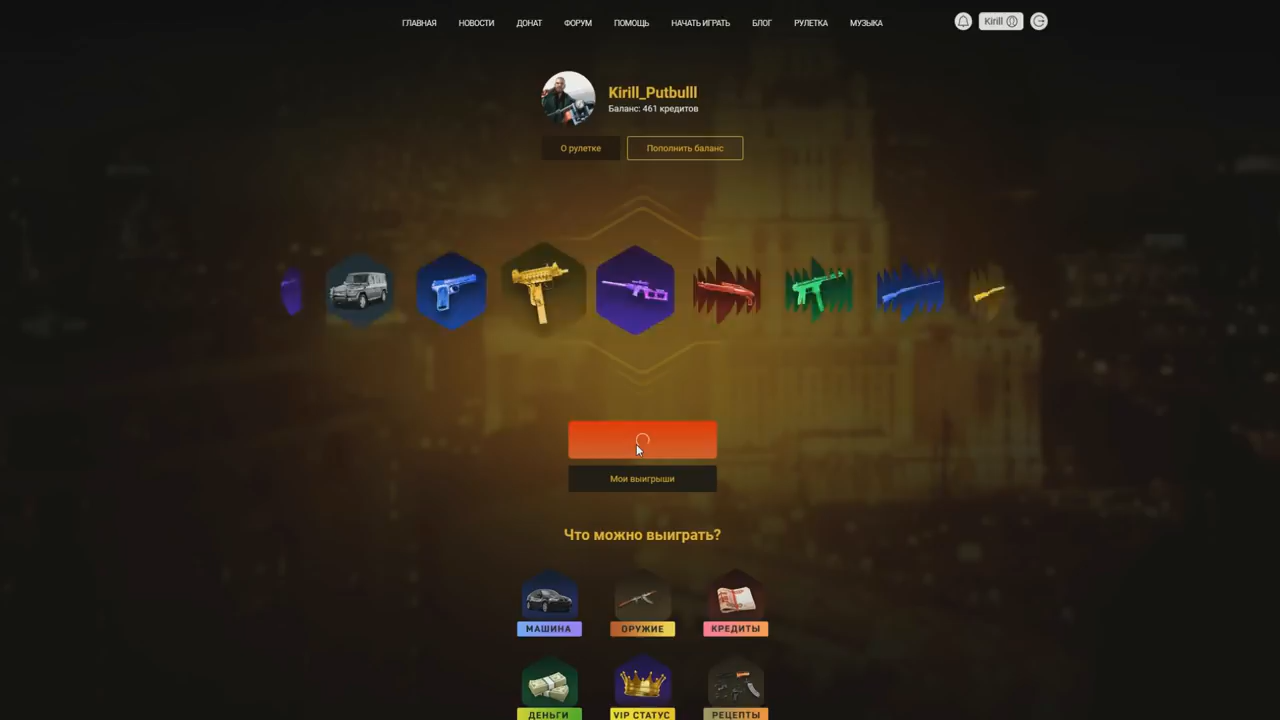 ГЛАВНАЯ НОВОСТИ ДОНАТ ФОРУМ ПОМОЩЬ НАЧАТЬ ИГРАТЬ БЛОГ РУЛЕТКА МУЗЫКА Kirill
Kirill_Putbulll
Баланс: 461 кредитов
О рулетке Пополнить баланс
Мои выигрыши
Что можно выиграть?
МАШИНА ОРУЖИЕ КРЕДИТЫ
ДЕНЬГИ VIP СТАТУС РЕЦЕПТЫ